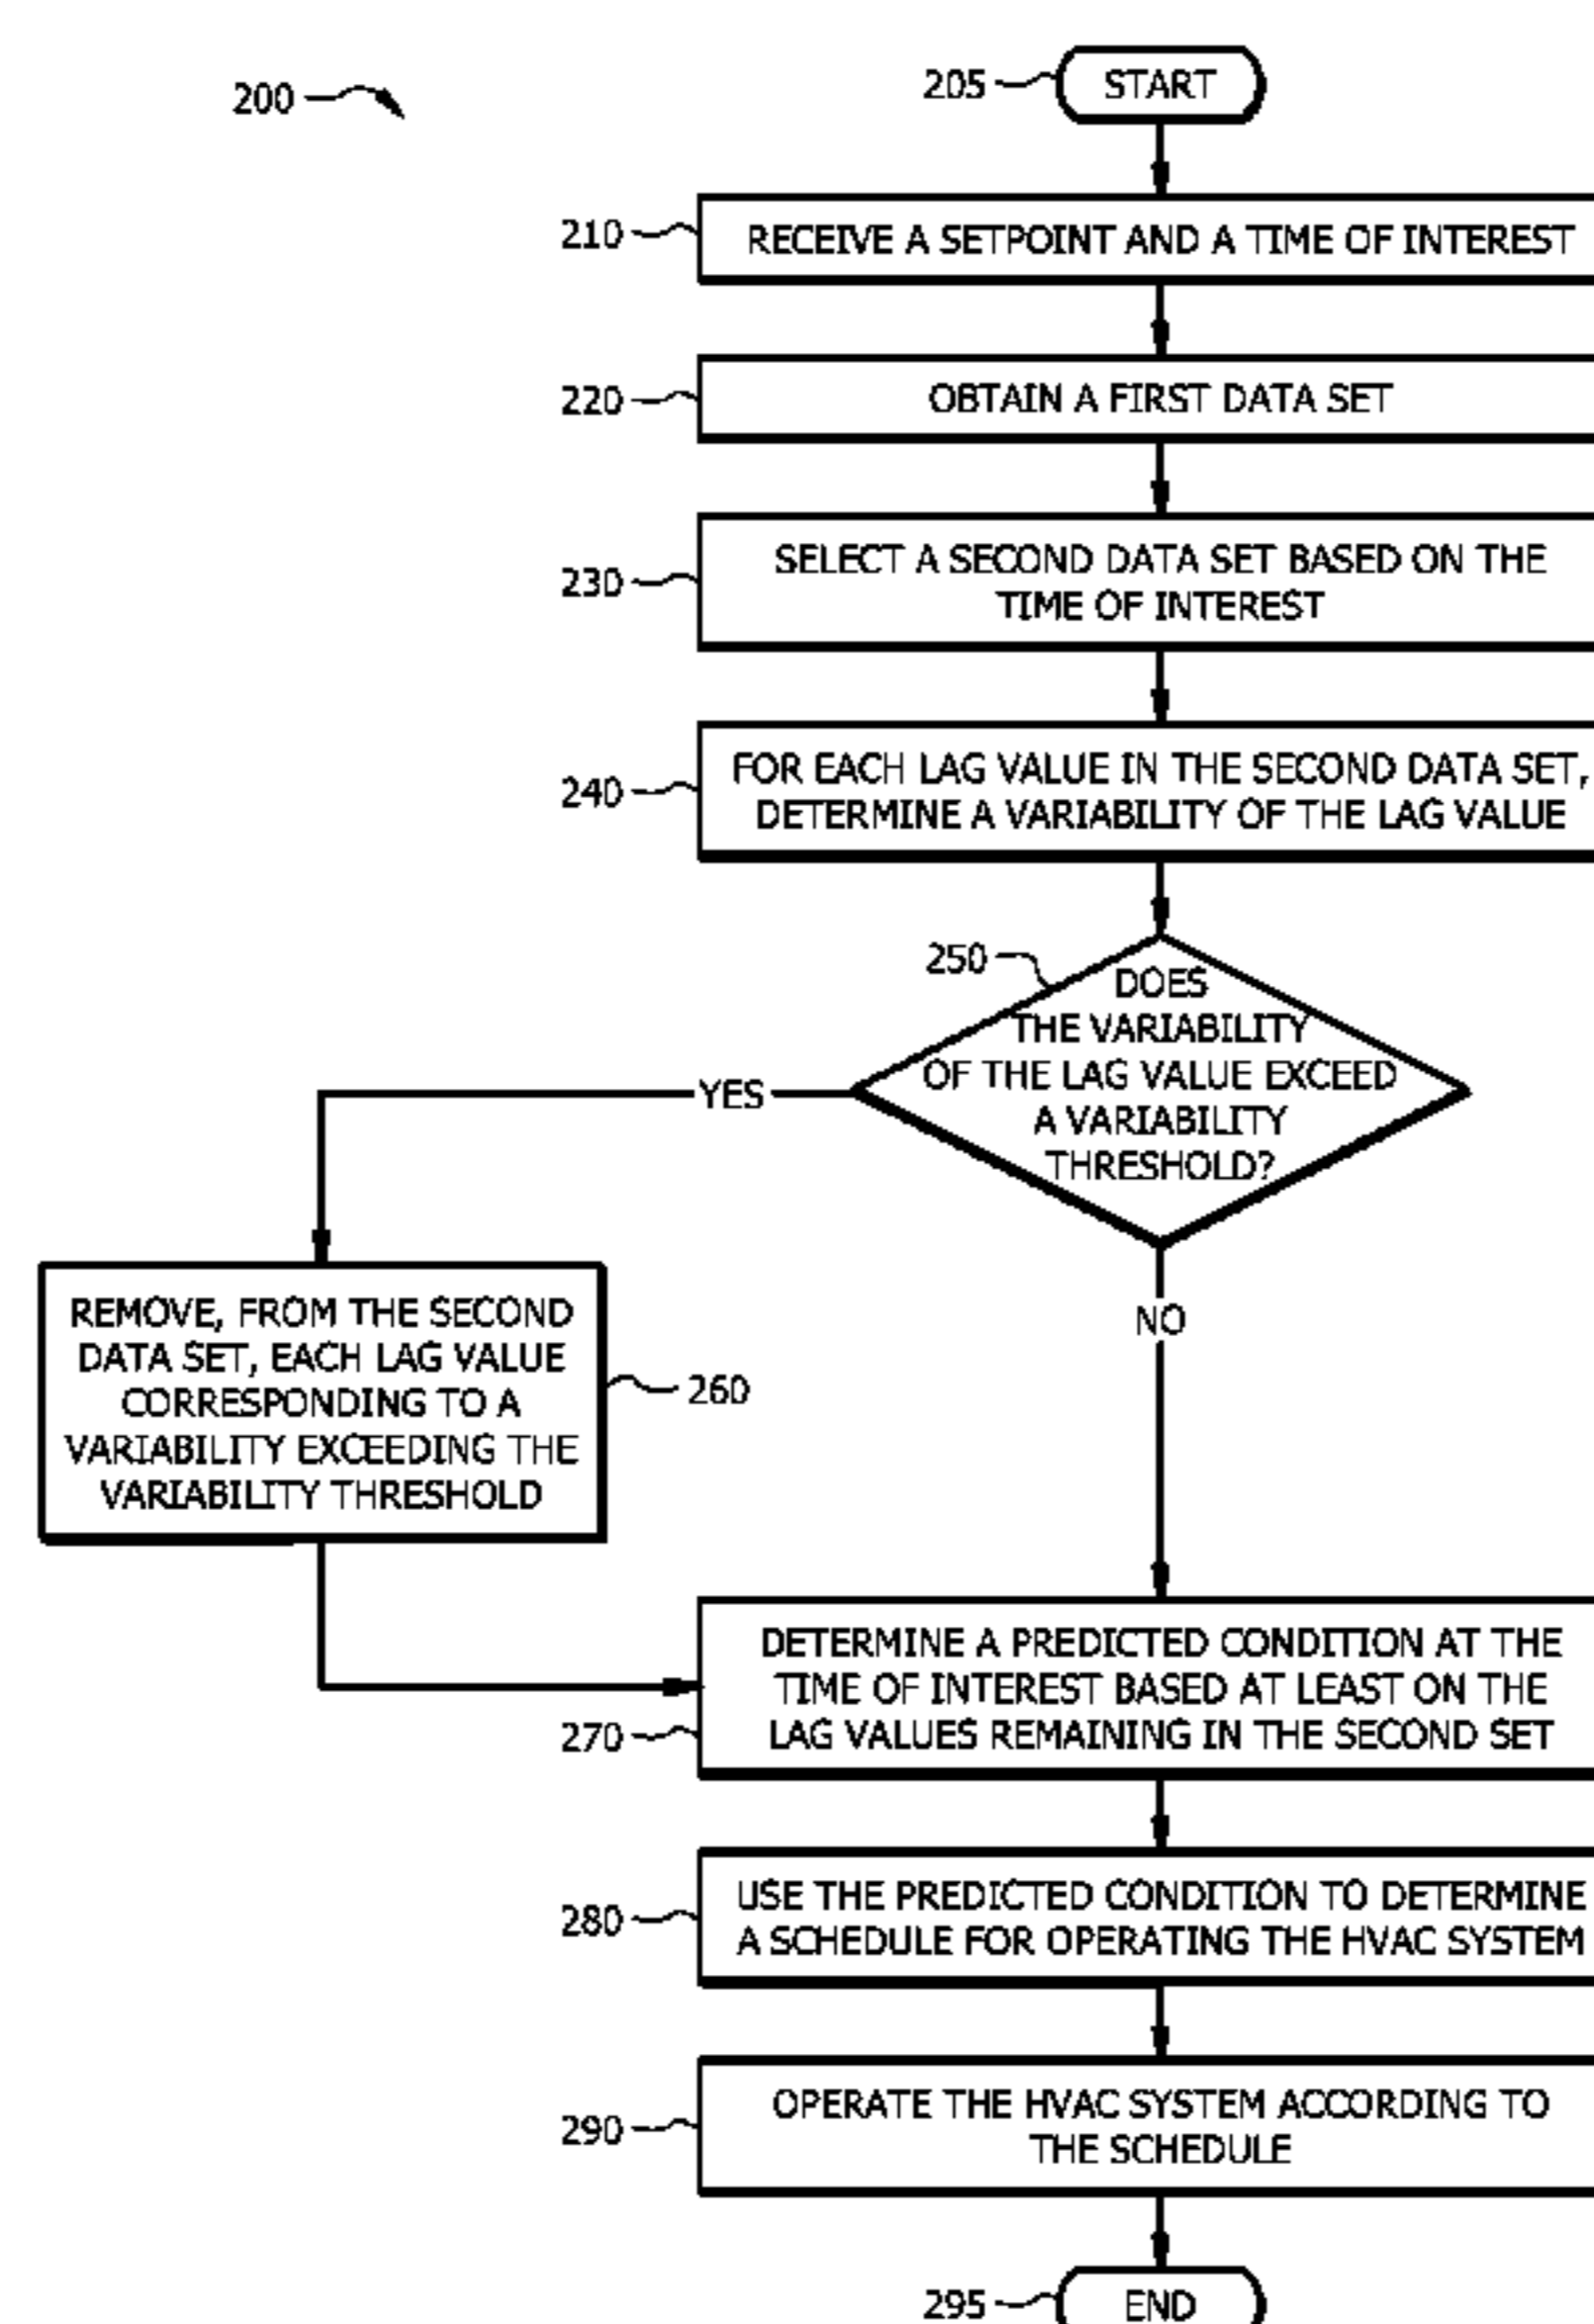 200
205
START
210
RECEIVE A SETPOINT AND A TIME OF INTEREST
220
OBTAIN A FIRST DATA SET
230
SELECT A SECOND DATA SET BASED ON THE
TIME OF INTEREST
240
FOR EACH LAG VALUE IN THE SECOND DATA SET,
DETERMINE A VARIABILITY OF THE LAG VALUE
250
DOES
THE VARIABILITY
OF THE LAG VALUE EXCEED
A VARIABILITY
THRESHOLD?
YES
NO
REMOVE, FROM THE SECOND
DATA SET, EACH LAG VALUE
CORRESPONDING TO A
VARIABILITY EXCEEDING THE
VARIABILITY THRESHOLD
260
270
DETERMINE A PREDICTED CONDITION AT THE
TIME OF INTEREST BASED AT LEAST ON THE
LAG VALUES REMAINING IN THE SECOND SET
280
USE THE PREDICTED CONDITION TO DETERMINE
A SCHEDULE FOR OPERATING THE HVAC SYSTEM
290
OPERATE THE HVAC SYSTEM ACCORDING TO
THE SCHEDULE
295
END